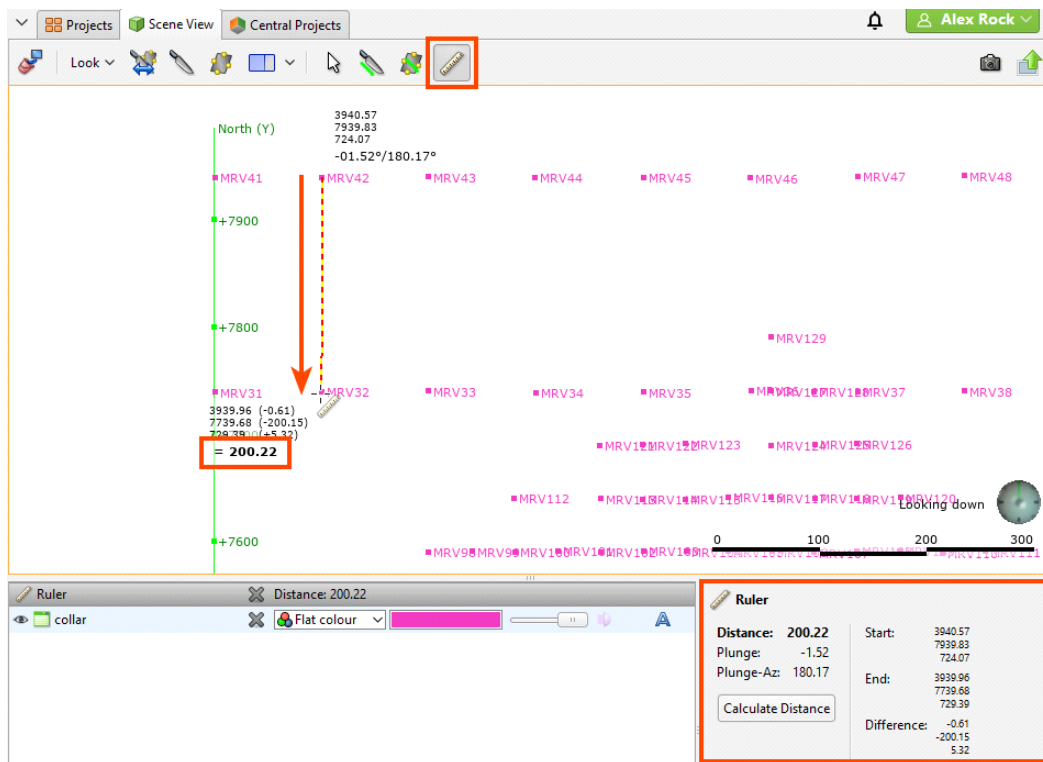 Projects Scene View Central Projects Alex Rock
Look
3940.57
7939.83
724.07
-01.52°/180.17°
North (Y)
MRV41 MRV42 MRV43 MRV44 MRV45 MRV46 MRV47 MRV48
+7900
+7800
MRV129
MRV31 MRV32 MRV33 MRV34 MRV35 MRV37 MRV38
3939.96 (-0.61)
7739.68 (-200.15)
729.39 (+5.32)
= 200.22
MRV123 MRV126
MRV112 MRV120
Looking down
0 100 200 300
+7600
Ruler Distance: 200.22
collar Flat colour A
Ruler
Distance: 200.22
Plunge: -1.52
Plunge-Az: 180.17
Calculate Distance
Start: 3940.57
7939.83
724.07
End: 3939.96
7739.68
729.39
Difference: -0.61
-200.15
5.32